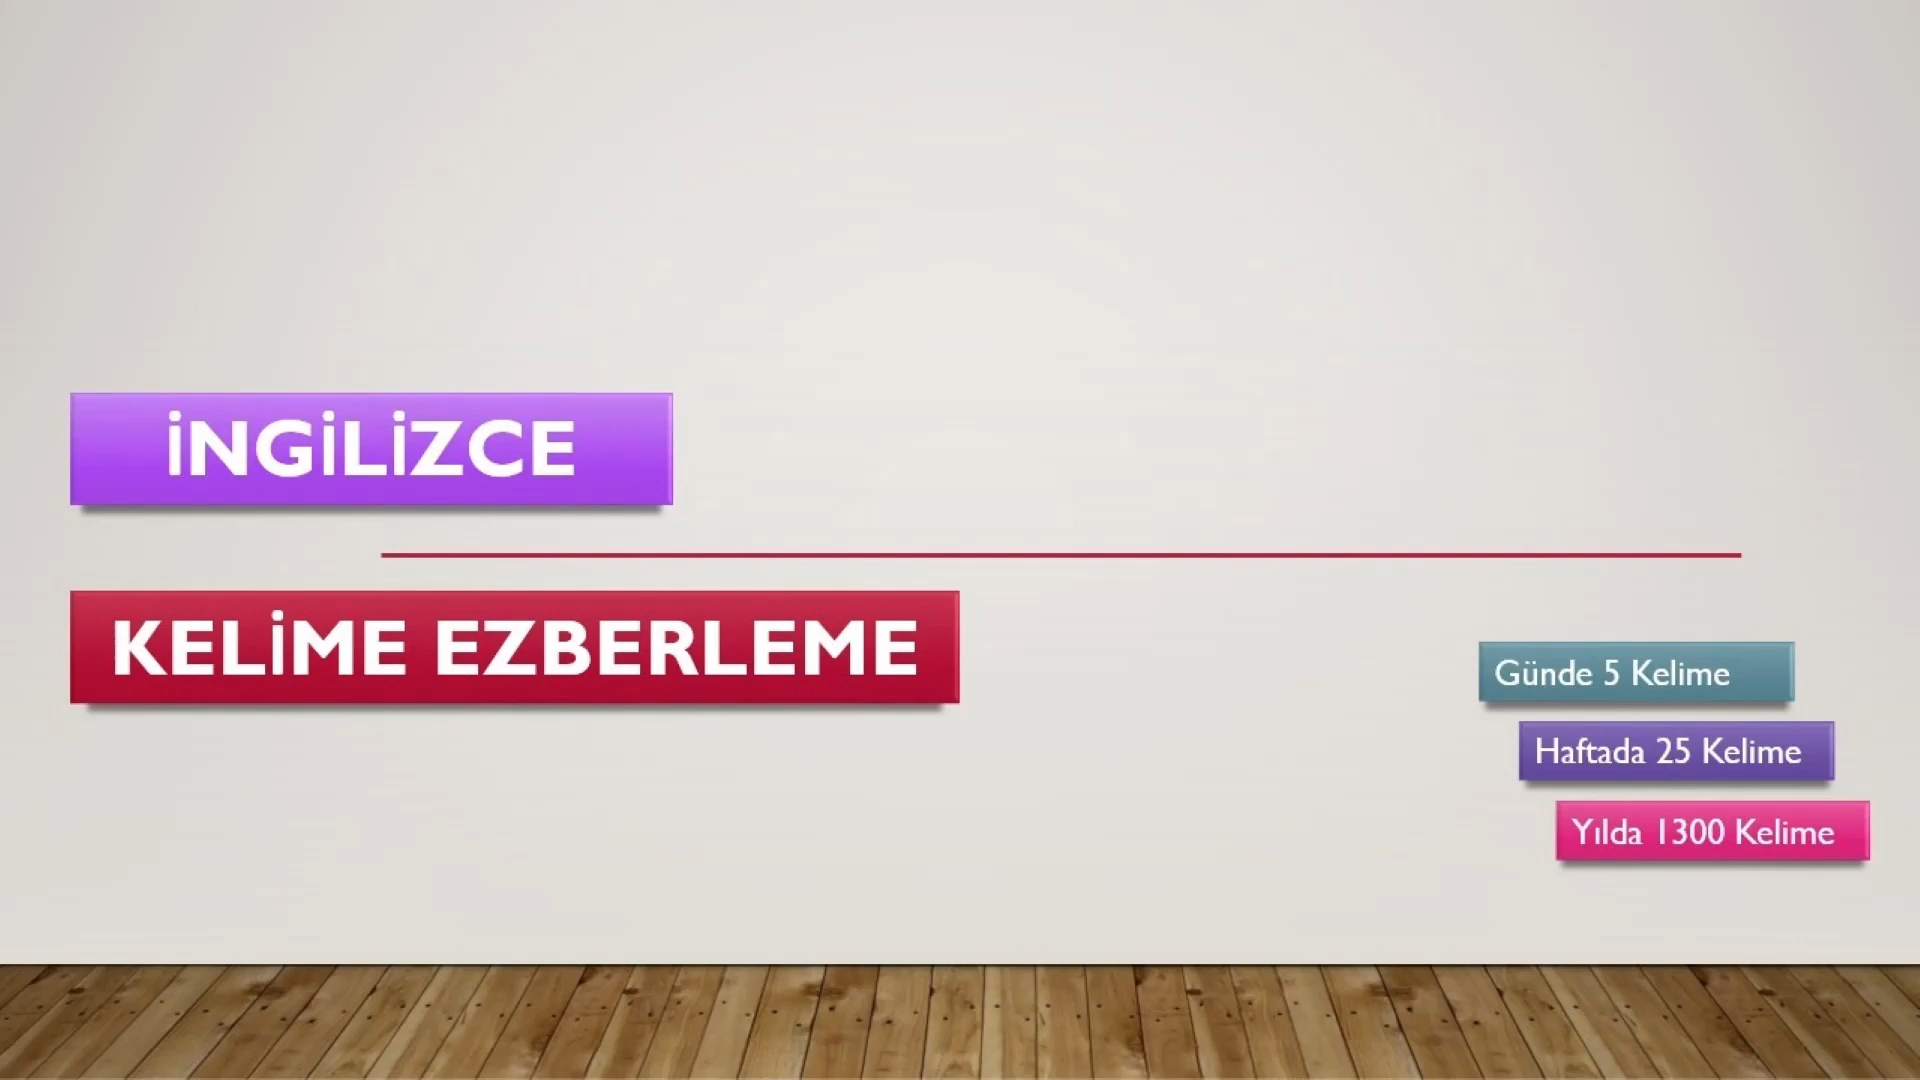 İNGİLİZCE
KELİME EZBERLEME
Günde 5 Kelime
Haftada 25 Kelime
Yılda 1300 Kelime